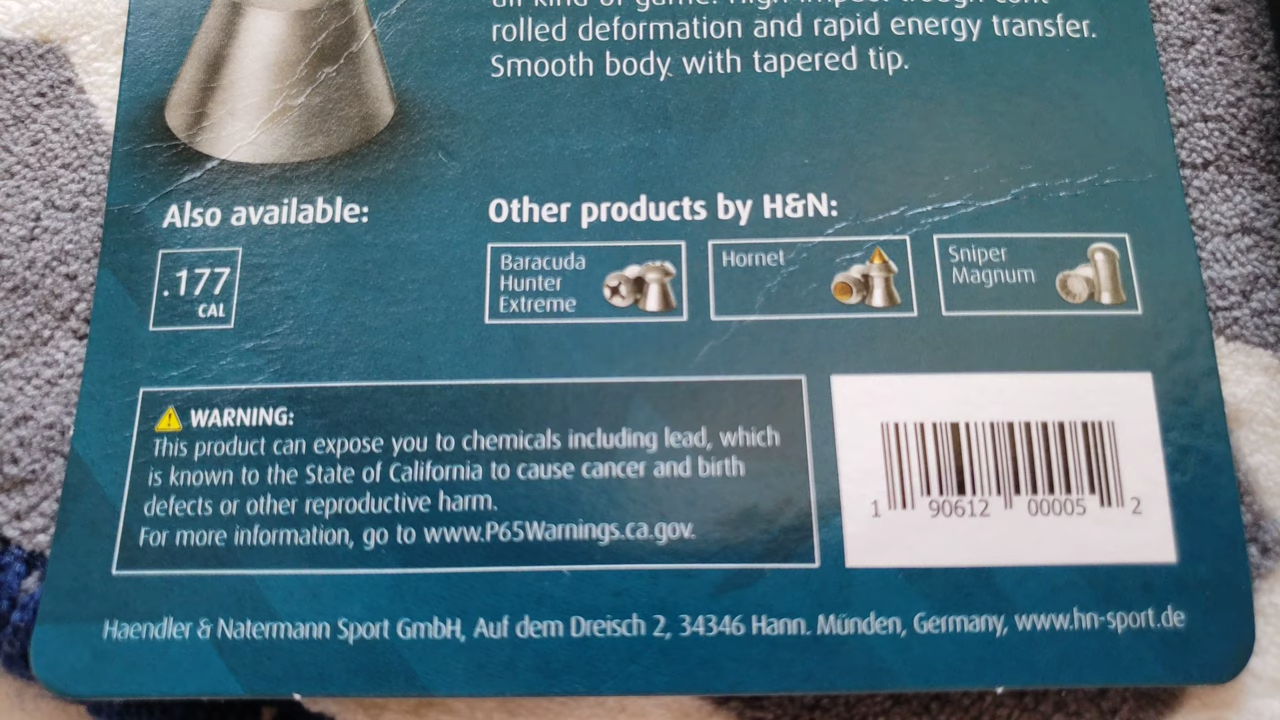 rolled deformation and rapid energy transfer.
Smooth body with tapered tip.
Also available:
.177
CAL
Other products by H&N:
Baracuda
Hunter
Extreme
Hornet
Sniper
Magnum
WARNING:
This product can expose you to chemicals including lead, which
is known to the State of California to cause cancer and birth
defects or other reproductive harm.
For more information, go to www.P65Warnings.ca.gov.
1 90612 00005 2
Haendler & Natermann Sport GmbH, Auf dem Dreisch 2, 34346 Hann. Münden, Germany, www.hn-sport.de